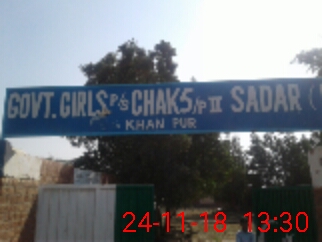 GOVT. GIRLS P/S CHAK 5/P II SADAR (
KHAN PUR
24-11-18 13:30